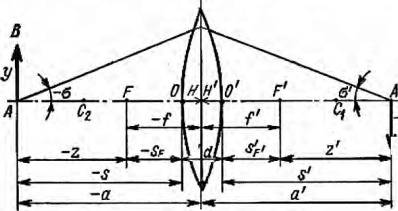 B
y
-σ
σ'
A C₂ F O H H' O' F' C₁ A
-f f'
-z -s_F d s'_F' z'
-s s'
-a a'